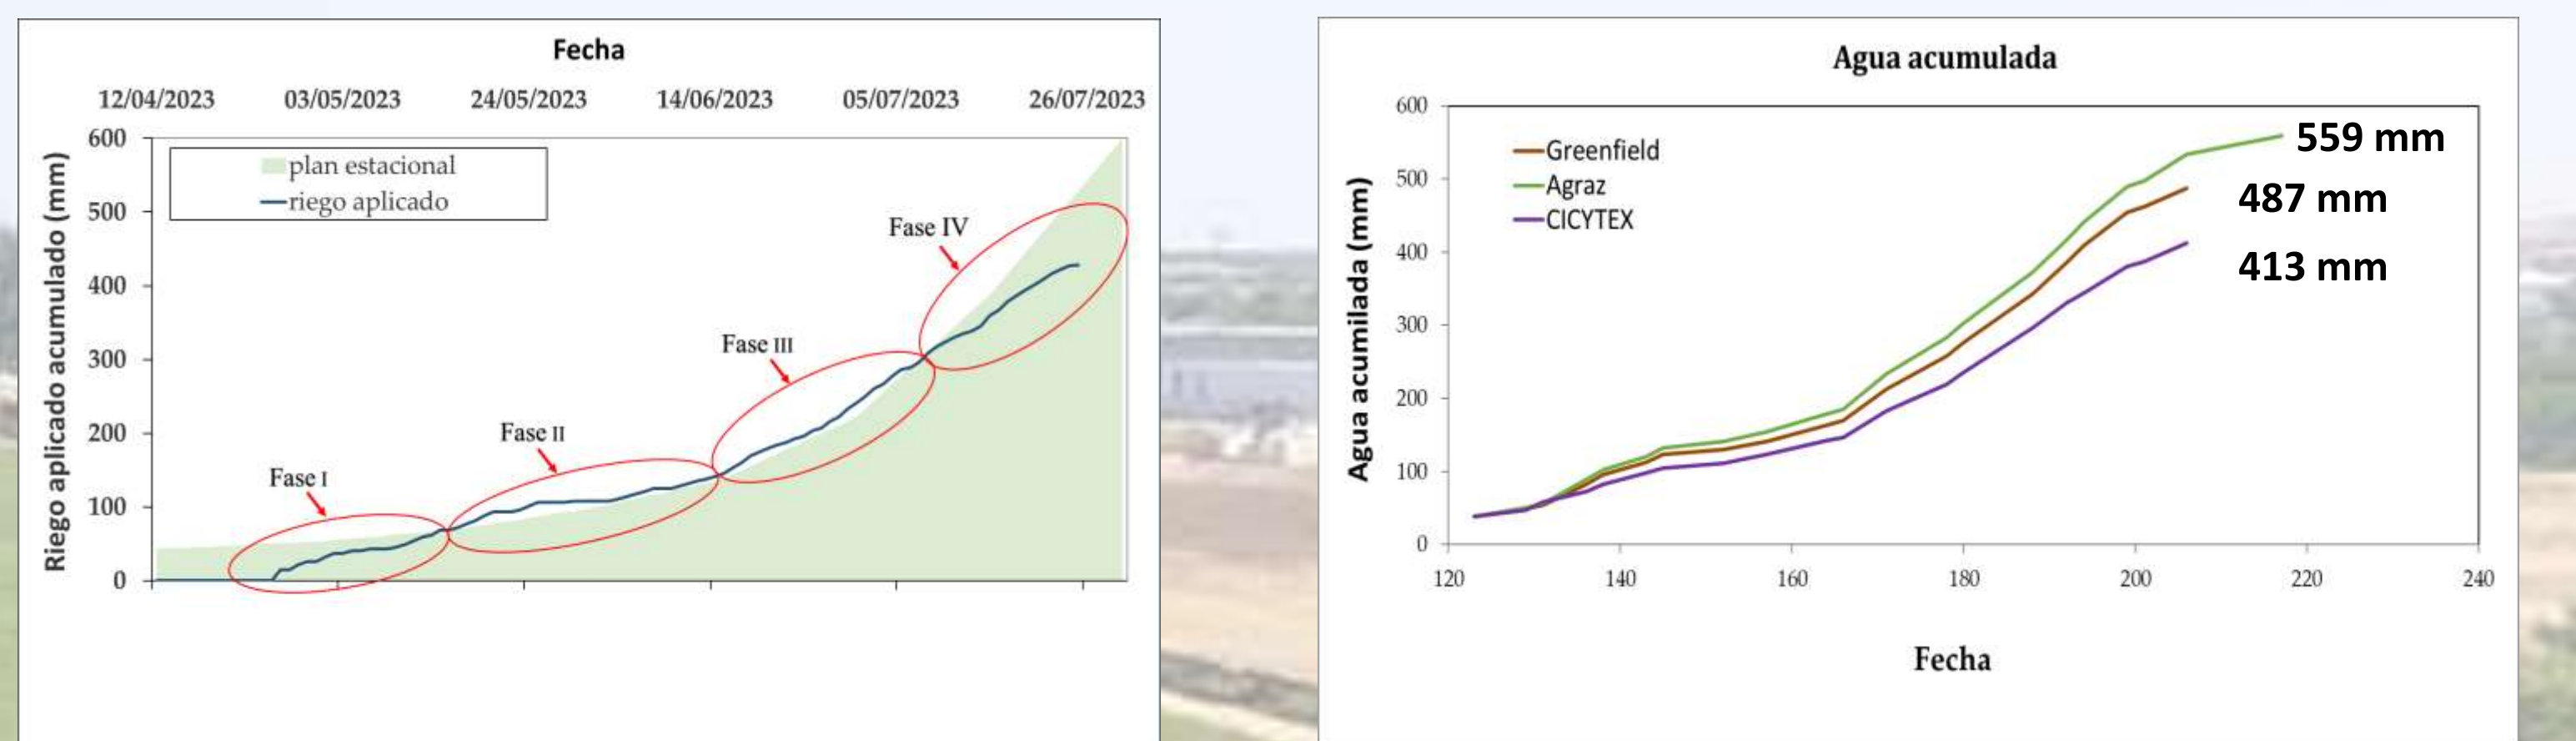 Fecha
12/04/2023 03/05/2023 24/05/2023 14/06/2023 05/07/2023 26/07/2023
Riego aplicado acumulado (mm)
600
500
400
300
200
100
0
plan estacional
riego aplicado
Fase I
Fase II
Fase III
Fase IV
Agua acumulada
Agua acumilada (mm)
600
500
400
300
200
100
0
Greenfield
Agraz
CICYTEX
559 mm
487 mm
413 mm
120 140 160 180 200 220 240
Fecha